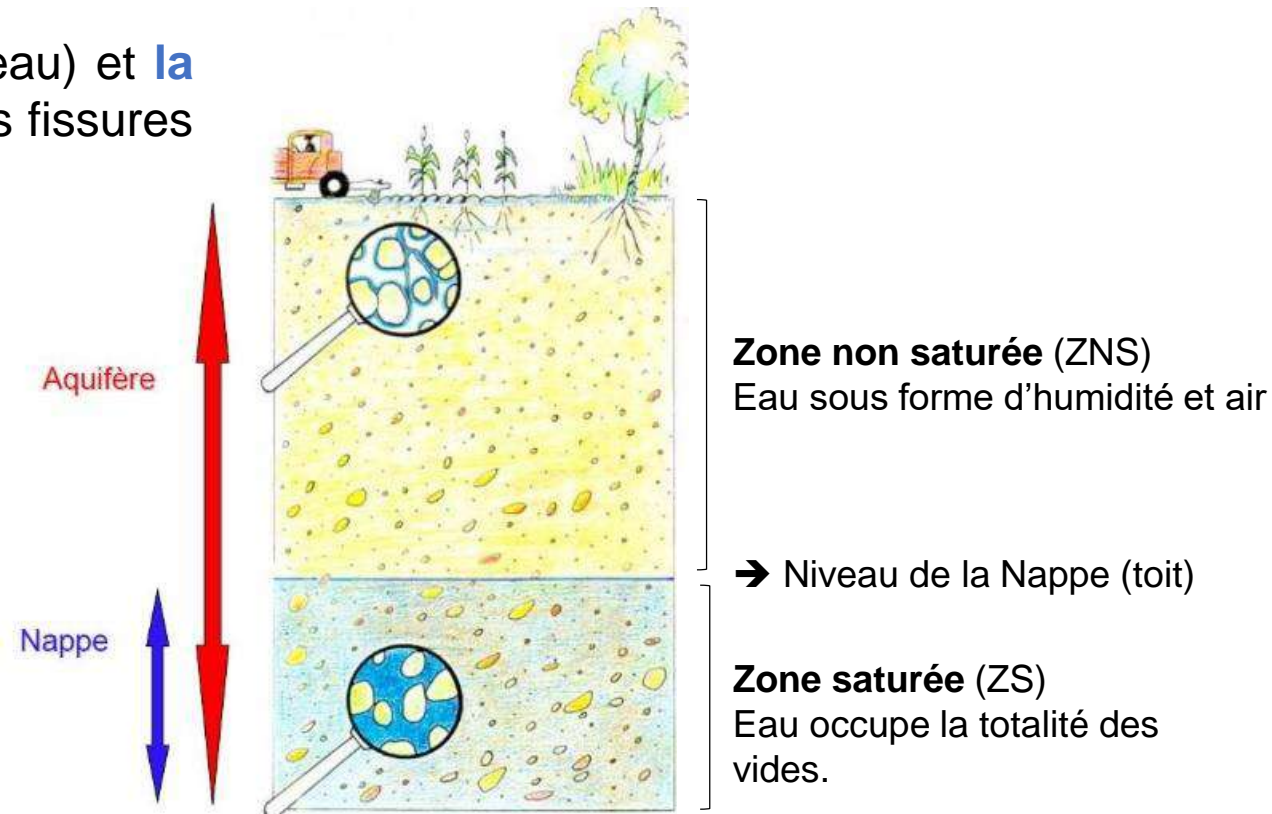 eau) et la
s fissures
Aquifère
Zone non saturée (ZNS)
Eau sous forme d’humidité et air
➔ Niveau de la Nappe (toit)
Nappe
Zone saturée (ZS)
Eau occupe la totalité des
vides.